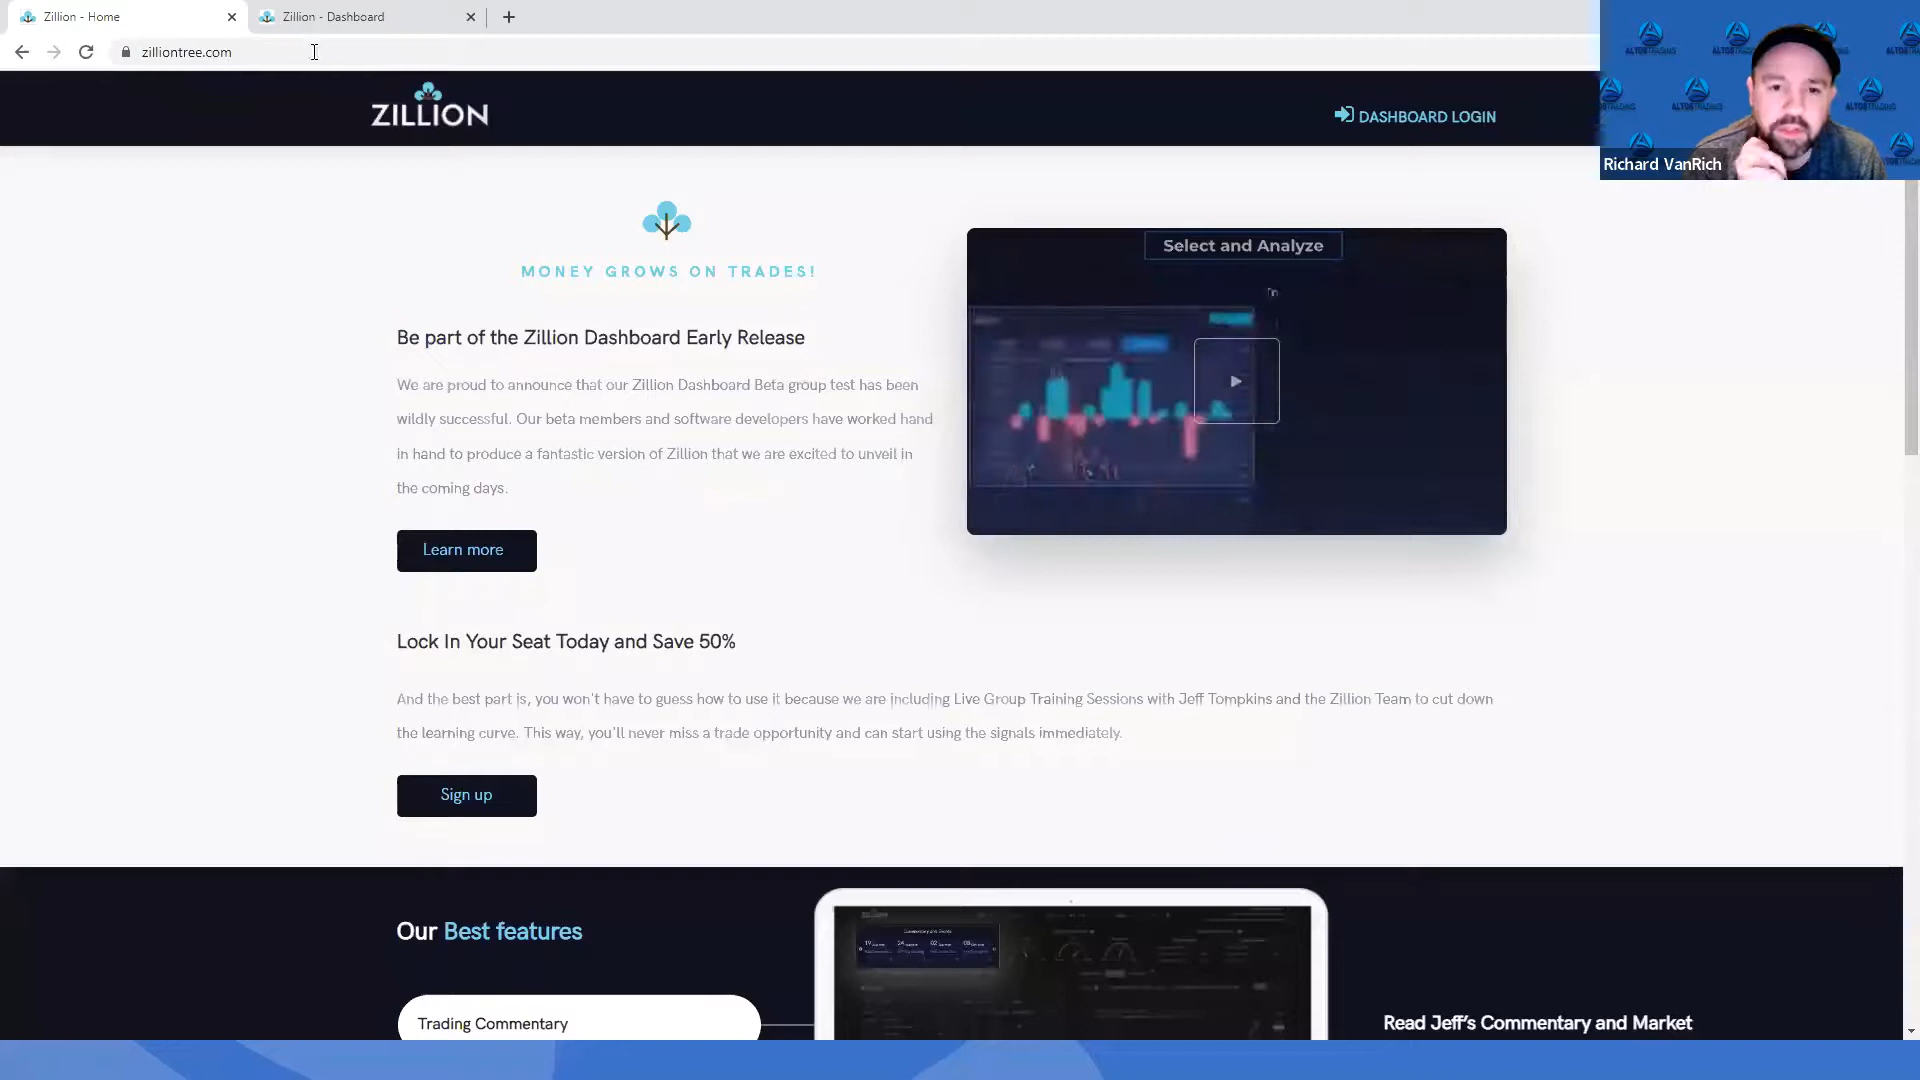 Zillion - Home
Zillion - Dashboard
zilliontree.com
ZILLION
DASHBOARD LOGIN
ALTOS TRADING
Richard VanRich
MONEY GROWS ON TRADES!
Select and Analyze
Be part of the Zillion Dashboard Early Release
We are proud to announce that our Zillion Dashboard Beta group test has been
wildly successful. Our beta members and software developers have worked hand
in hand to produce a fantastic version of Zillion that we are excited to unveil in
the coming days.
Learn more
Lock In Your Seat Today and Save 50%
And the best part is, you won't have to guess how to use it because we are including Live Group Training Sessions with Jeff Tompkins and the Zillion Team to cut down
the learning curve. This way, you'll never miss a trade opportunity and can start using the signals immediately.
Sign up
Our Best features
Trading Commentary
Read Jeff's Commentary and Market